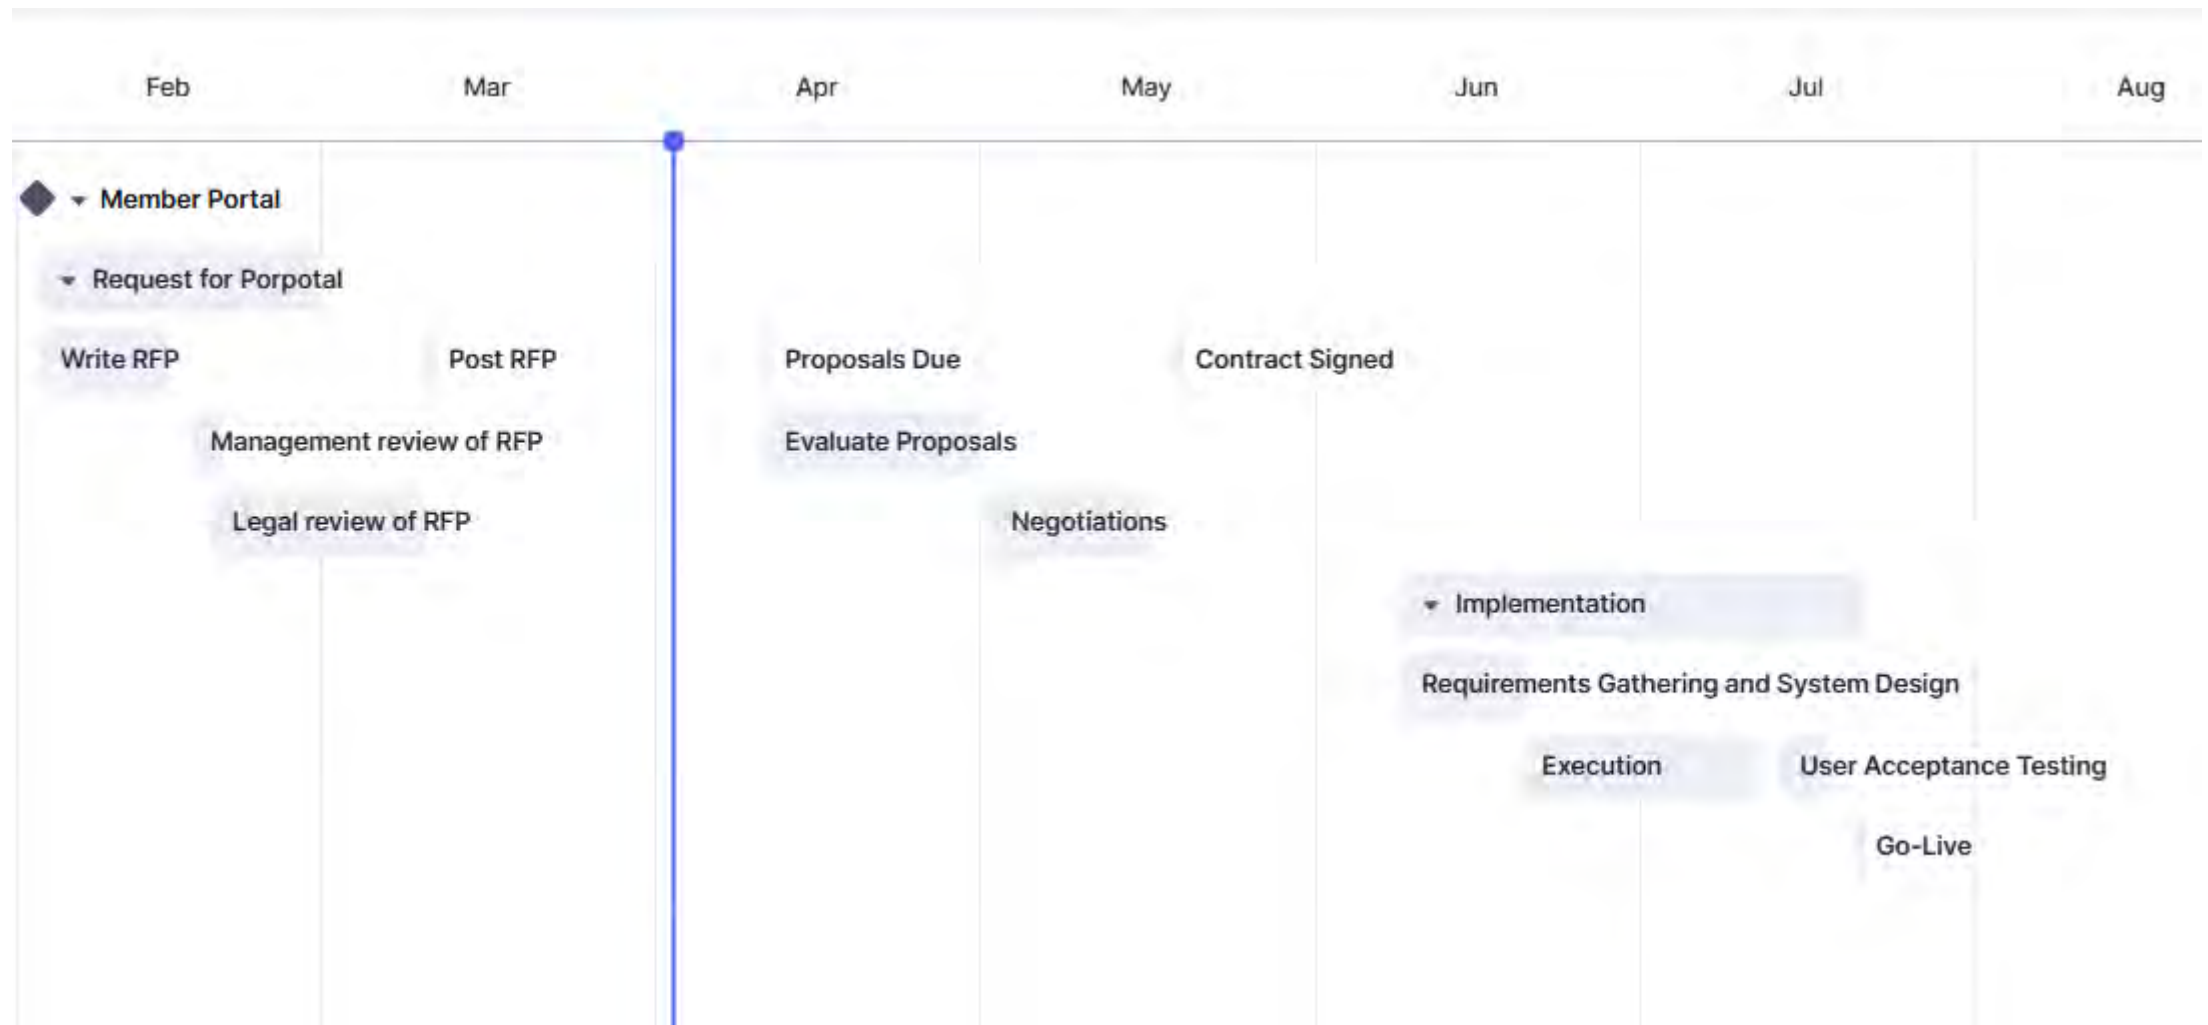 Feb Mar Apr May Jun Jul Aug
Member Portal
Request for Porpotal
Write RFP Post RFP Proposals Due Contract Signed
Management review of RFP Evaluate Proposals
Legal review of RFP Negotiations
Implementation
Requirements Gathering and System Design
Execution User Acceptance Testing
Go-Live